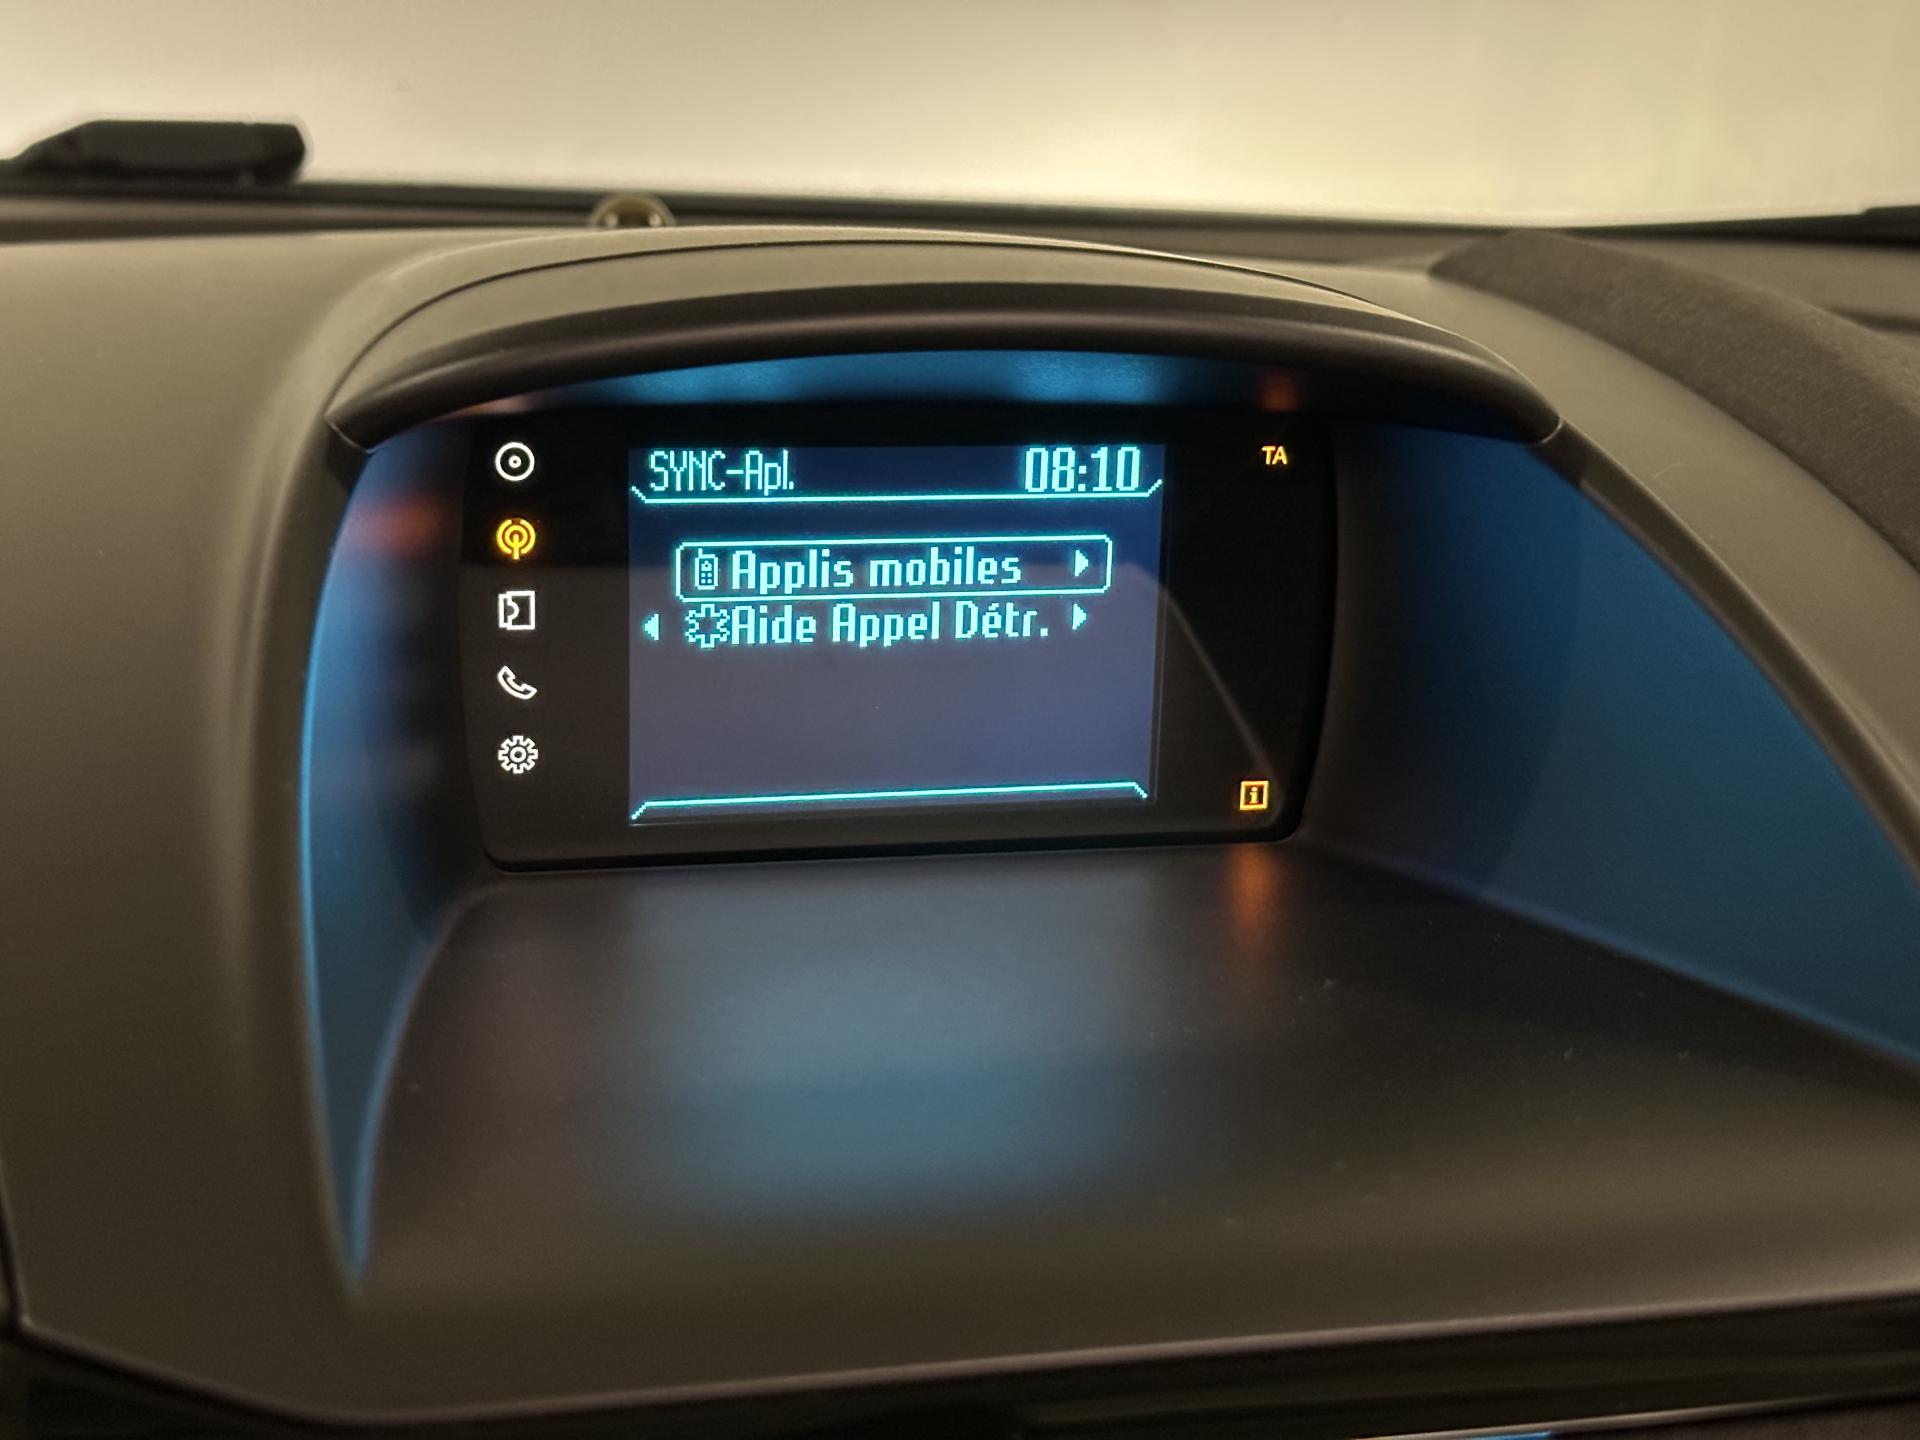 SYNC-Apl. 08:10
TA
Applis mobiles
Aide Appel Détr.
i